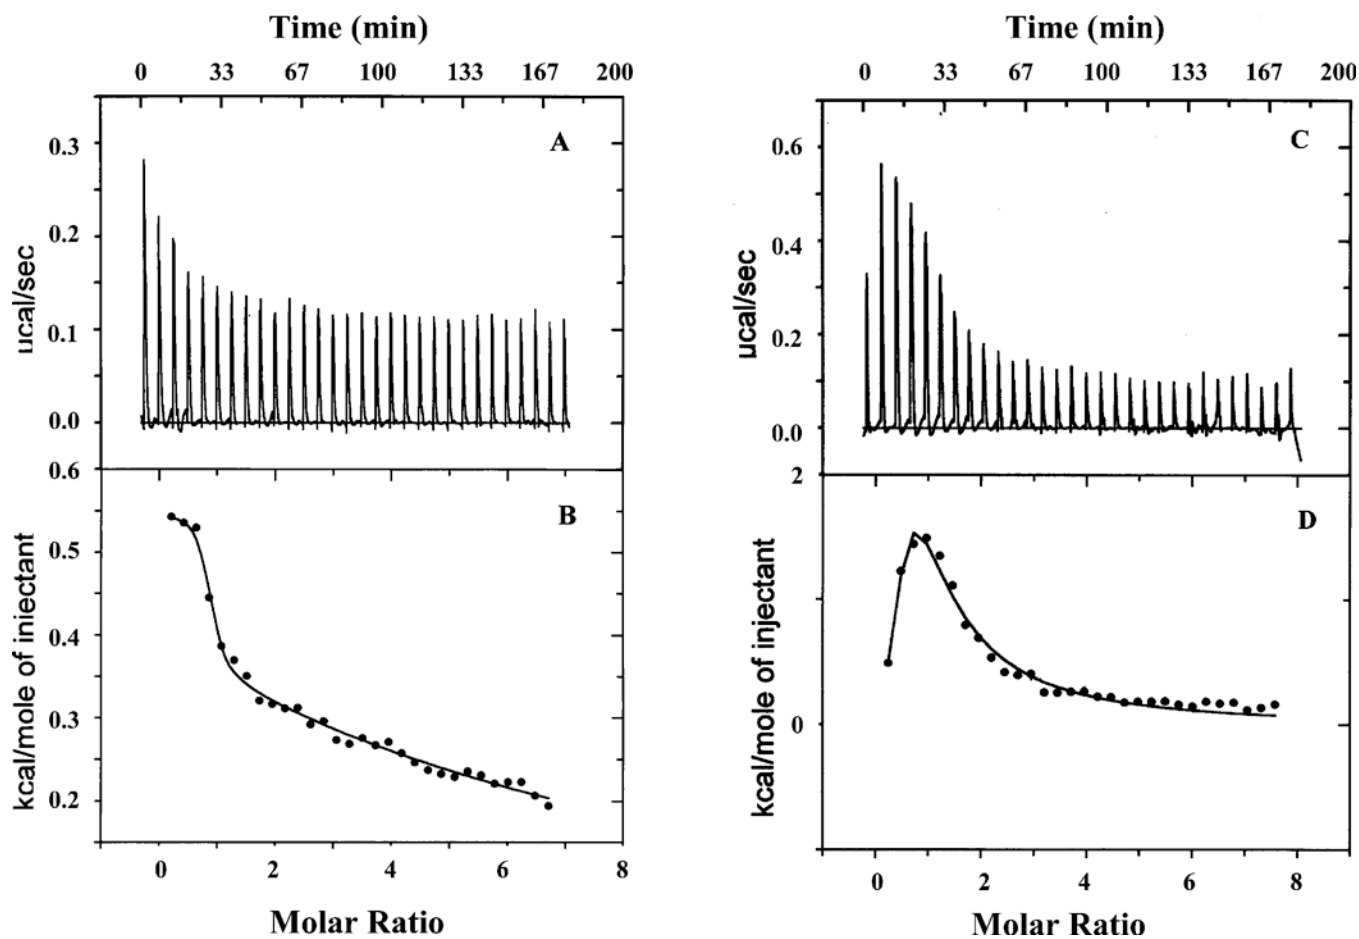 Time (min)
0 33 67 100 133 167 200
A
0.3
0.2
0.1
0.0
ucal/sec
0.6
0.5
0.4
0.3
0.2
B
kcal/mole of injectant
0 2 4 6 8
Molar Ratio
Time (min)
0 33 67 100 133 167 200
C
0.6
0.4
0.2
0.0
µcal/sec
2
0
D
kcal/mole of injectant
0 2 4 6 8
Molar Ratio